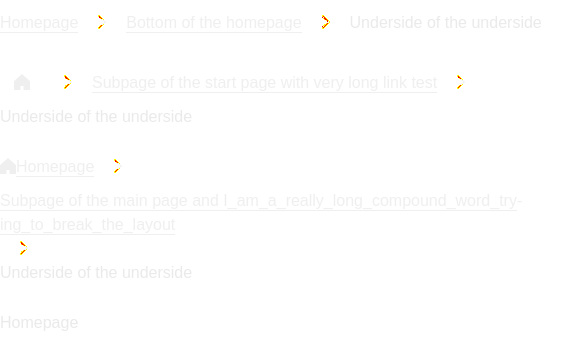 Homepage Bottom of the homepage Underside of the underside
Subpage of the start page with very long link test
Underside of the underside
Homepage
Subpage of the main page and I_am_a_really_long_compound_word_try-
ing_to_break_the_layout
Underside of the underside
Homepage